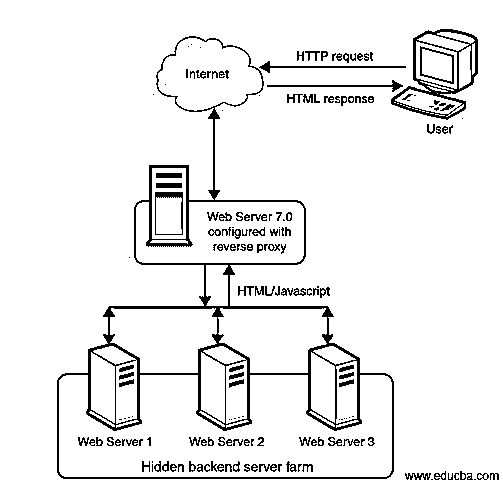 HTTP request
Internet
HTML response
User
Web Server 7.0
configured with
reverse proxy
HTML/Javascript
Web Server 1
Web Server 2
Web Server 3
Hidden backend server farm
www.educba.com